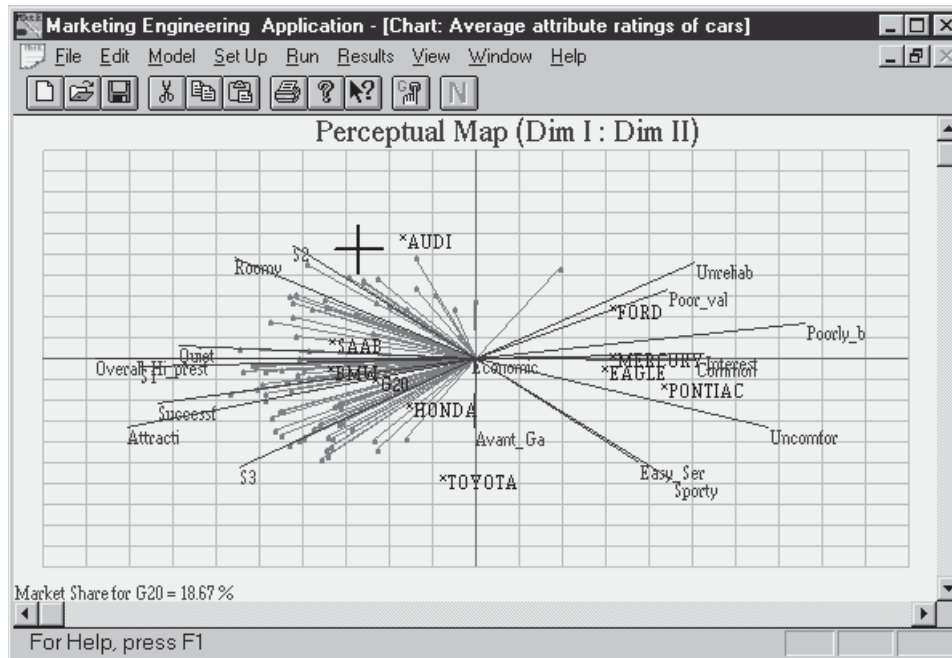 Marketing Engineering Application - [Chart: Average attribute ratings of cars]
File Edit Model Set Up Run Results View Window Help
N
Perceptual Map (Dim I : Dim II)
×AUDI
S2
Roomy
Unreliab
Poor_val
×FORD
Poorly_b
×SAAB
Quiet
×MERCURY
Interest
Overall
Hi_prest
Economic
Common
S1
×BMW
×EAGLE
×G20
×PONTIAC
Successf
×HONDA
Attracti
Avant_Ga
Uncomfor
S3
Easy_Ser
×TOYOTA
Sporty
Market Share for G20 = 18.67 %
For Help, press F1